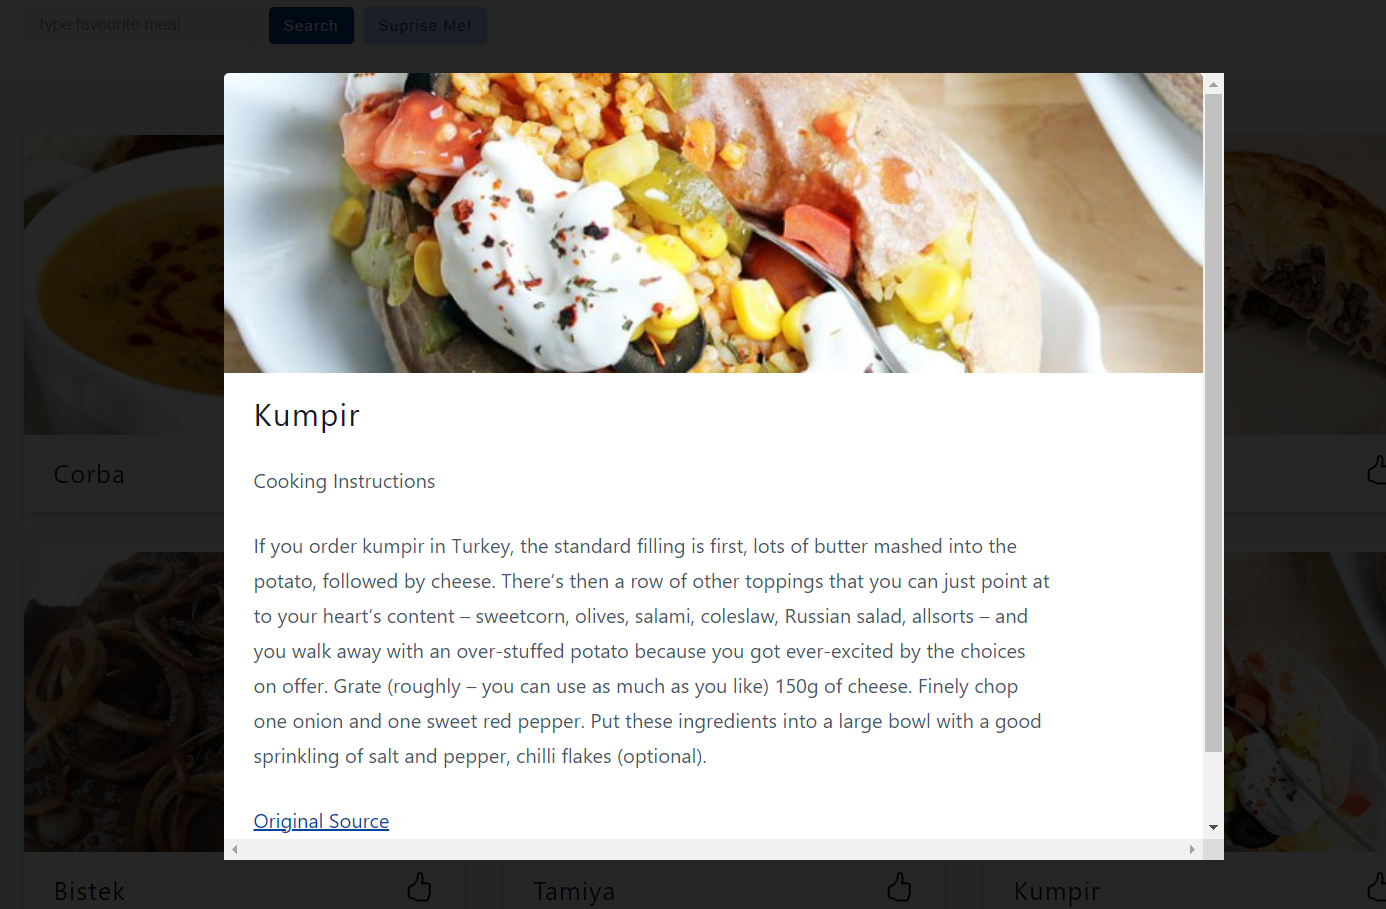 type favourite meal
Search
Suprise Me!
Kumpir
Cooking Instructions
If you order kumpir in Turkey, the standard filling is first, lots of butter mashed into the
potato, followed by cheese. There’s then a row of other toppings that you can just point at
to your heart’s content – sweetcorn, olives, salami, coleslaw, Russian salad, allsorts – and
you walk away with an over-stuffed potato because you got ever-excited by the choices
on offer. Grate (roughly – you can use as much as you like) 150g of cheese. Finely chop
one onion and one sweet red pepper. Put these ingredients into a large bowl with a good
sprinkling of salt and pepper, chilli flakes (optional).
Original Source
Corba
Bistek
Tamiya
Kumpir